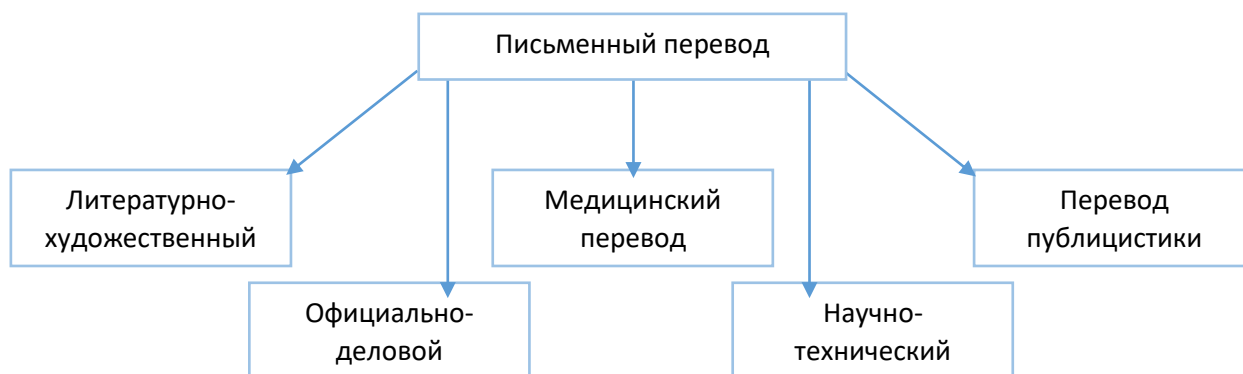 Письменный перевод
Литературно-
художественный
Медицинский
перевод
Перевод
публицистики
Официально-
деловой
Научно-
технический